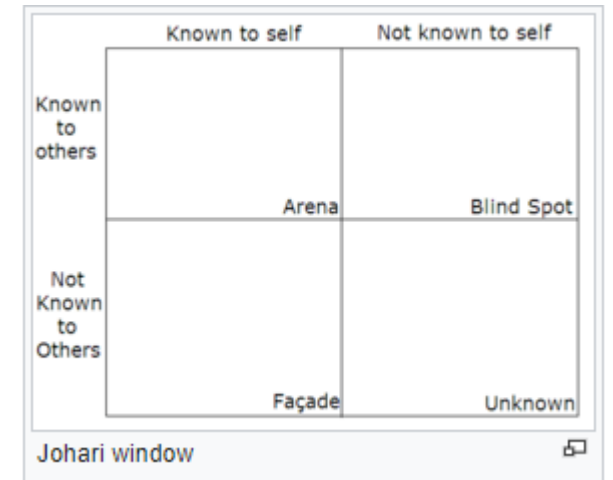 Known to self
Not known to self
Known
to
others
Arena
Blind Spot
Not
Known
to
Others
Façade
Unknown
Johari window